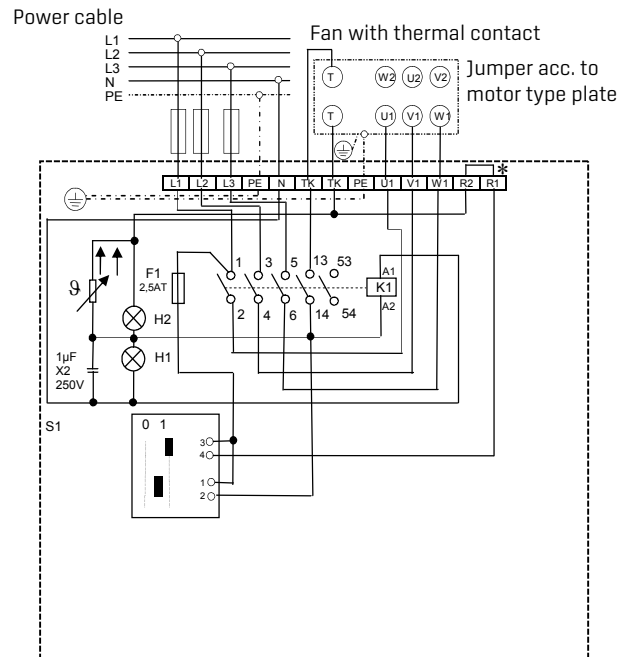 Power cable
Fan with thermal contact
L1
L2
L3
N
PE
Jumper acc. to
motor type plate
T W2 U2 V2
T U1 V1 W1
L1 L2 L3 PE N TK TK PE U1 V1 W1 R2 R1 *
F1
2,5AT
1 3 5 13 53
2 4 6 14 54
A1
K1
A2
ϑ
H2
H1
1µF
X2
250V
S1
0 1
3
4
1
2